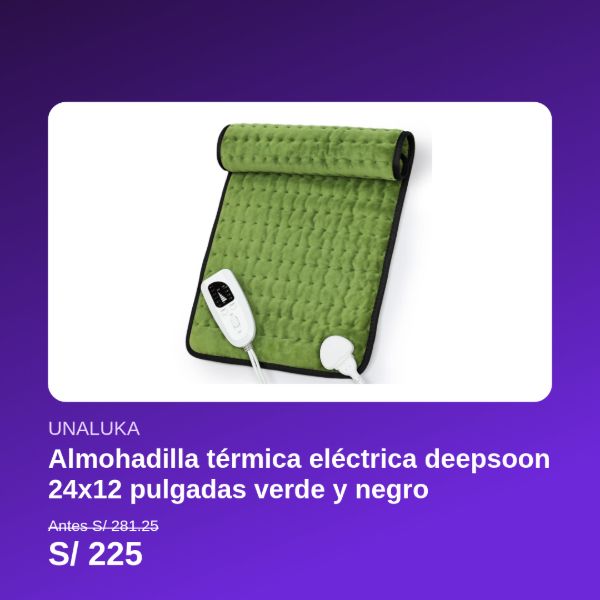 UNALUKA
Almohadilla térmica eléctrica deepsoon
24x12 pulgadas verde y negro
Antes S/ 281.25
S/ 225